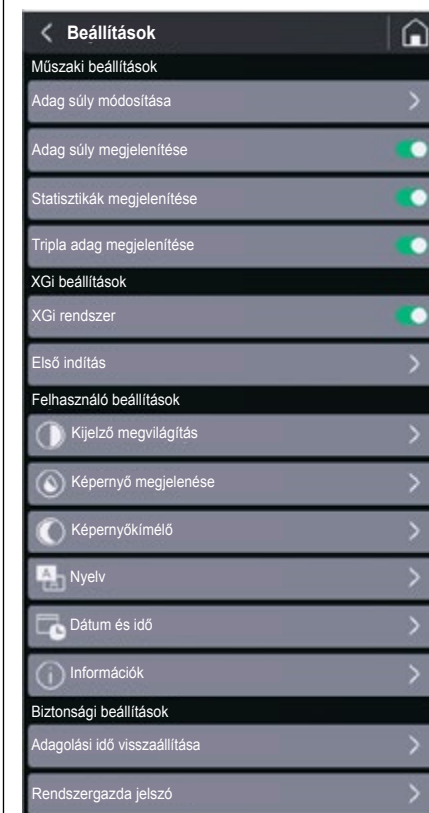 Beállítások
Műszaki beállítások
Adag súly módosítása
Adag súly megjelenítése
Statisztikák megjelenítése
Tripla adag megjelenítése
XGi beállítások
XGi rendszer
Első indítás
Felhasználó beállítások
Kijelző megvilágítás
Képernyő megjelenése
Képernyőkímélő
Nyelv
Dátum és idő
Információk
Biztonsági beállítások
Adagolási idő visszaállítása
Rendszergazda jelszó